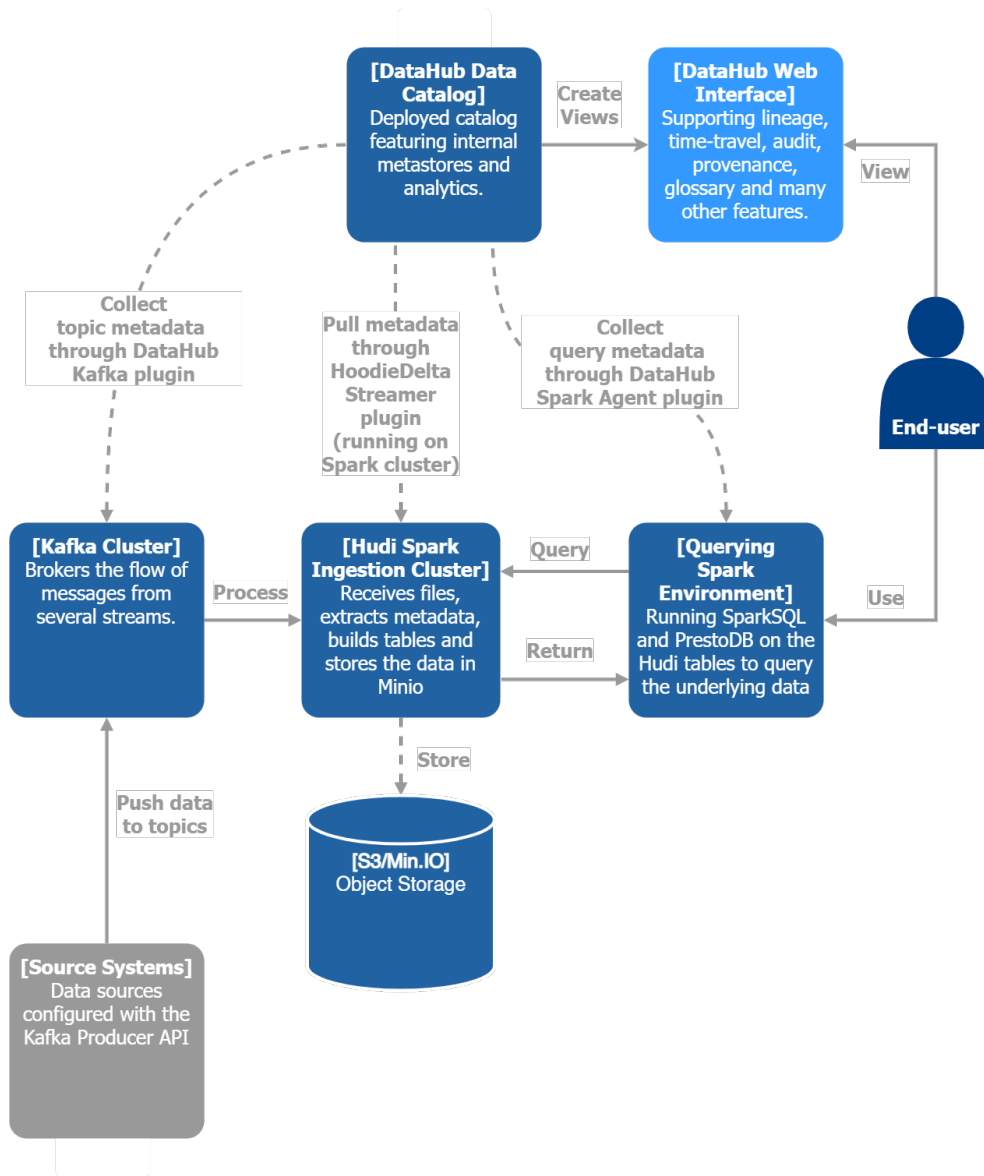 [DataHub Data
Catalog]
Deployed catalog
featuring internal
metastores and
analytics.
Create
Views
[DataHub Web
Interface]
Supporting lineage,
time-travel, audit,
provenance,
glossary and many
other features.
View
Collect
topic metadata
through DataHub
Kafka plugin
Pull metadata
through
HoodieDelta
Streamer
plugin
(running on
Spark cluster)
Collect
query metadata
through DataHub
Spark Agent plugin
End-user
[Kafka Cluster]
Brokers the flow of
messages from
several streams.
Process
[Hudi Spark
Ingestion Cluster]
Receives files,
extracts metadata,
builds tables and
stores the data in
Minio
Query
Return
[Querying
Spark
Environment]
Running SparkSQL
and PrestoDB on the
Hudi tables to query
the underlying data
Use
Store
Push data
to topics
[S3/Min.IO]
Object Storage
[Source Systems]
Data sources
configured with the
Kafka Producer API